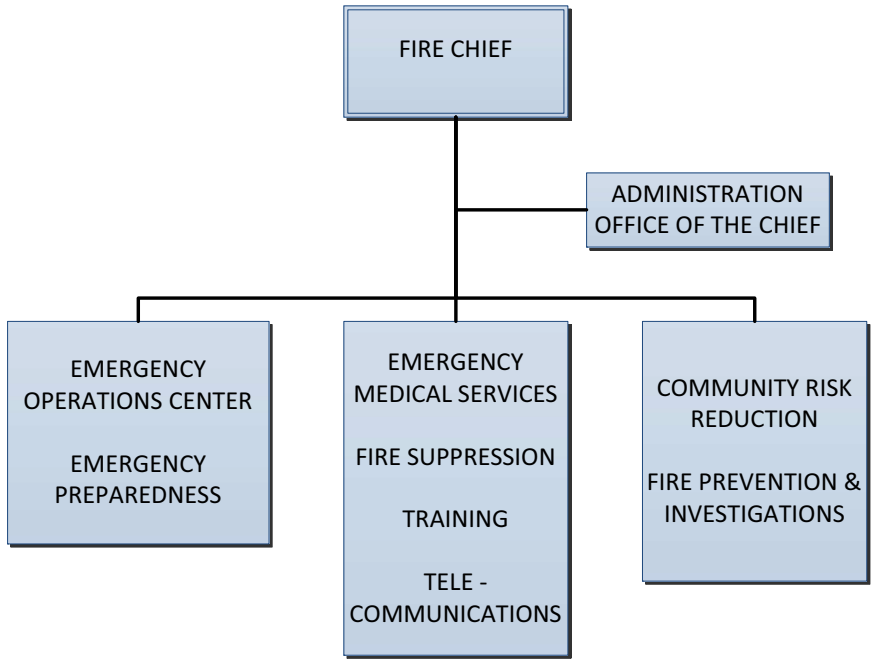 FIRE CHIEF
ADMINISTRATION
OFFICE OF THE CHIEF
EMERGENCY
OPERATIONS CENTER
EMERGENCY
PREPAREDNESS
EMERGENCY
MEDICAL SERVICES
FIRE SUPPRESSION
TRAINING
TELE -
COMMUNICATIONS
COMMUNITY RISK
REDUCTION
FIRE PREVENTION &
INVESTIGATIONS